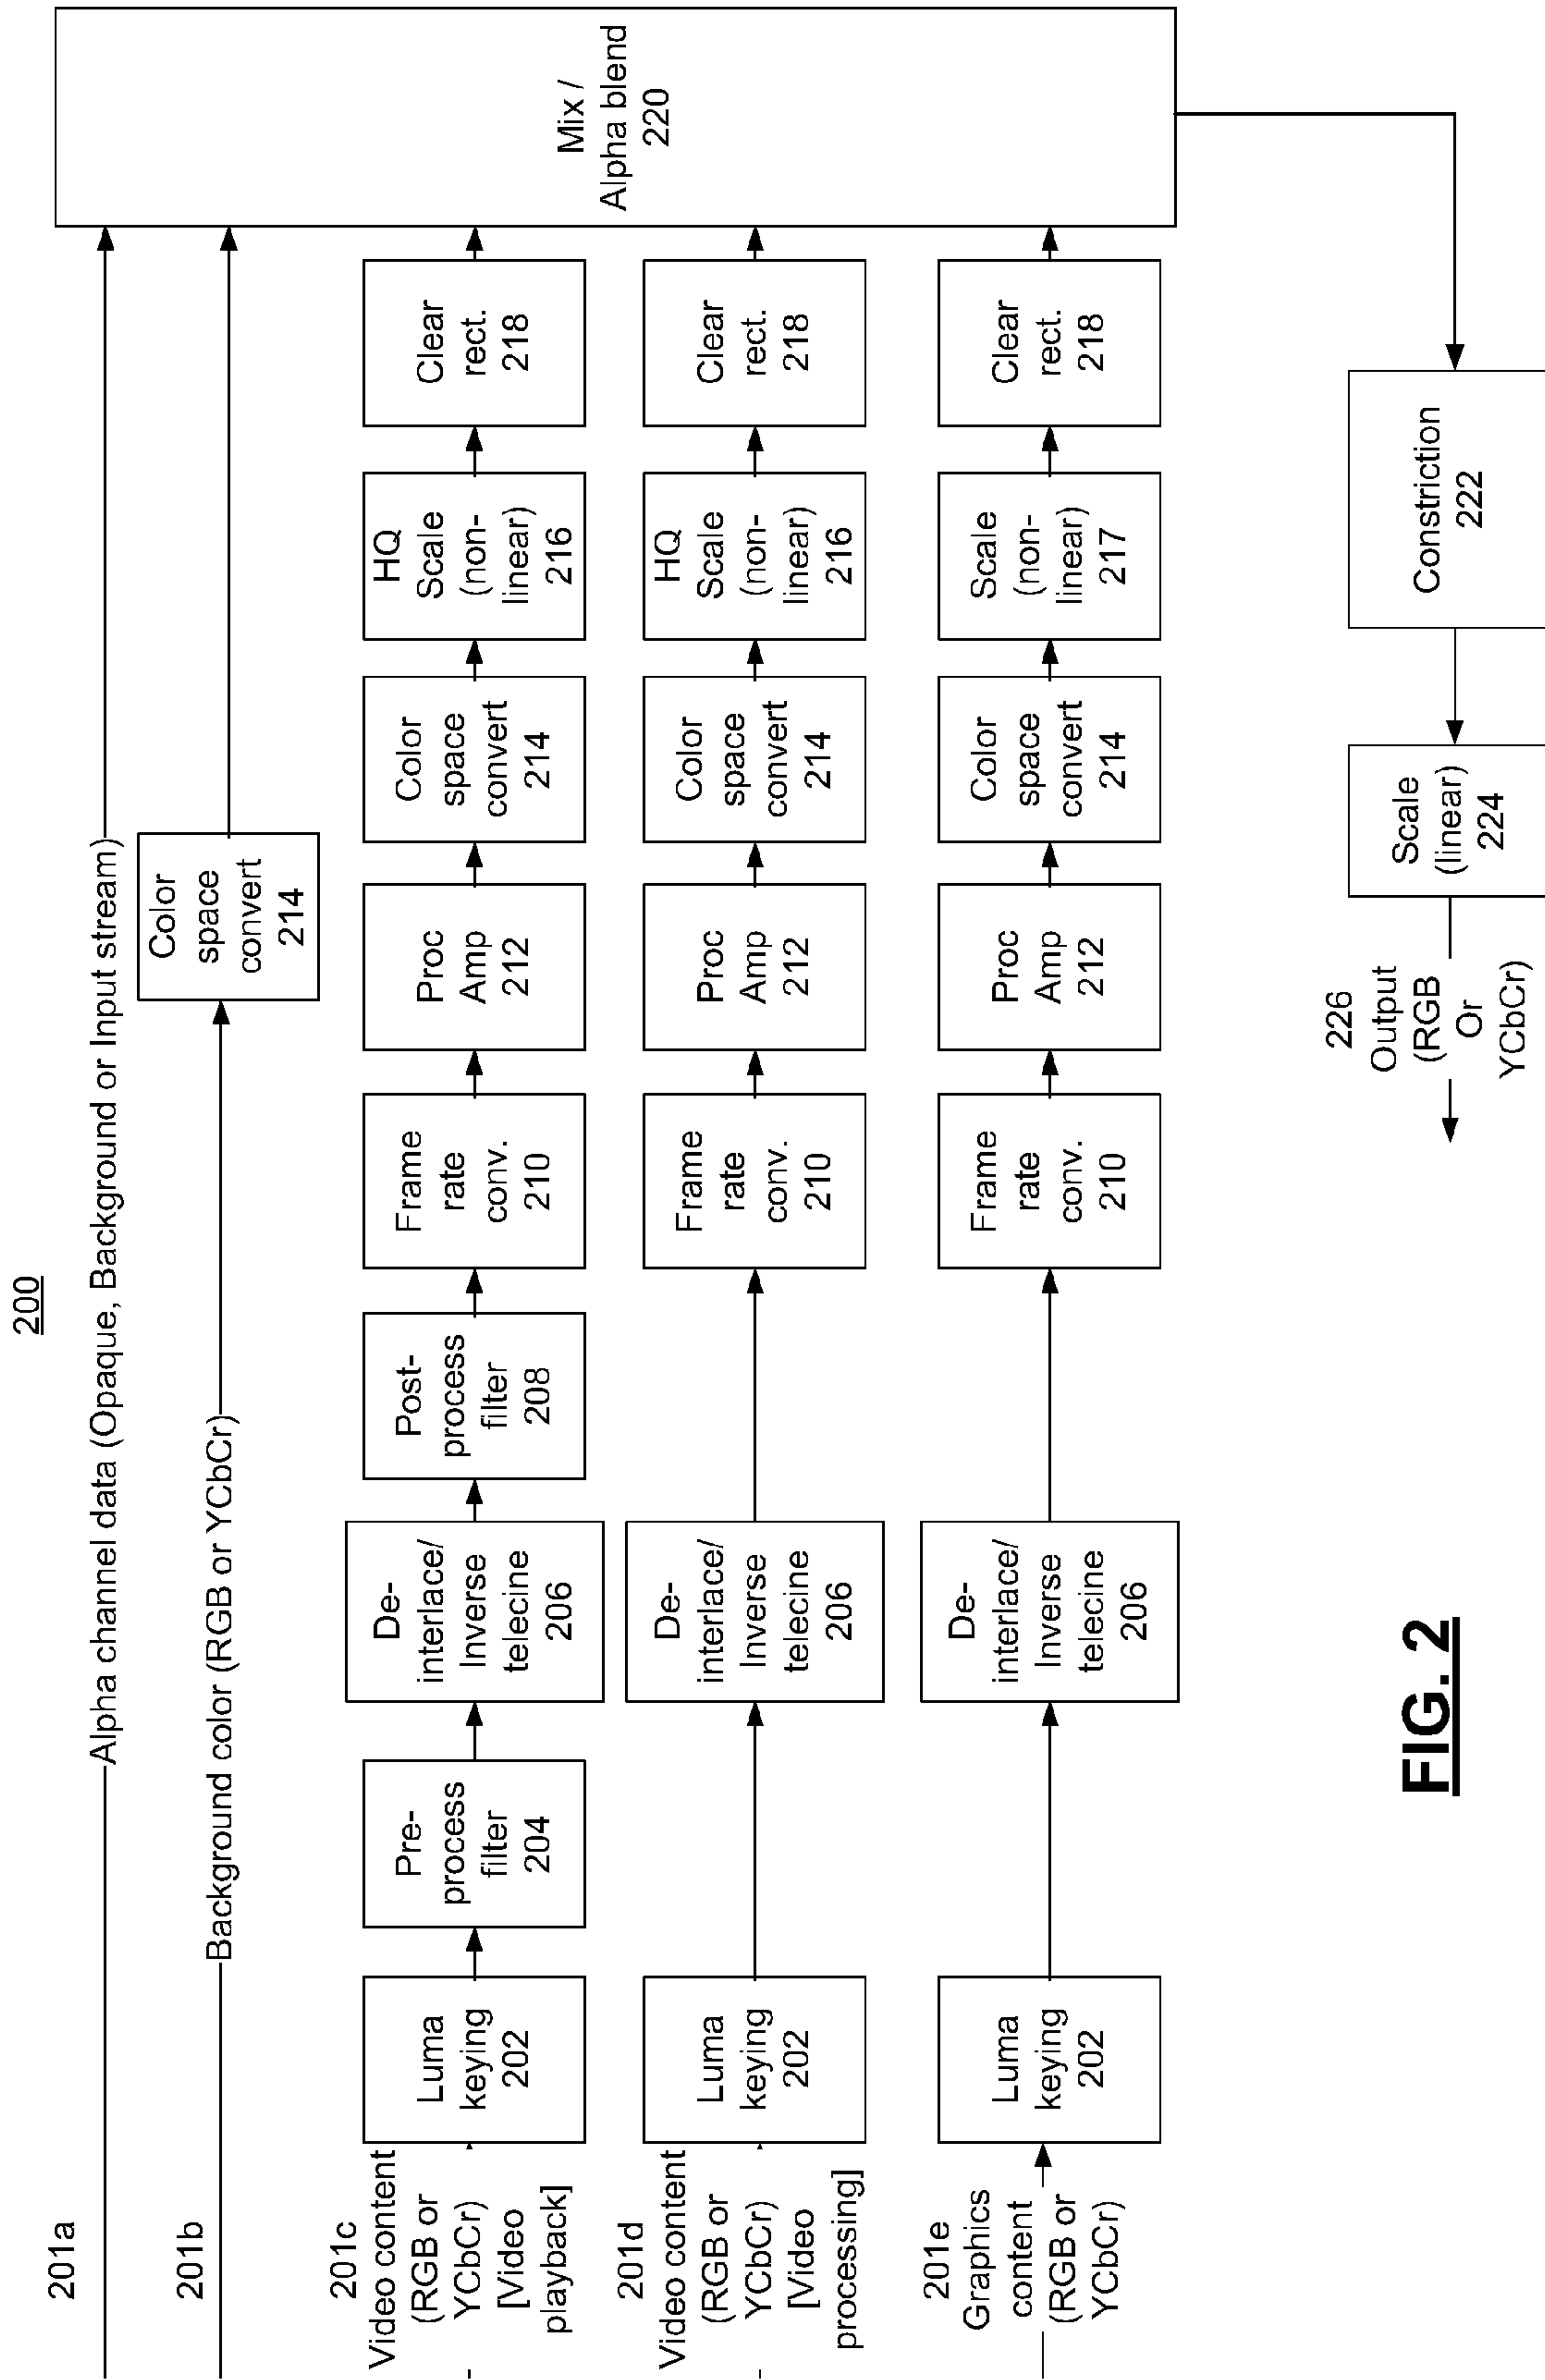 200
201a
Alpha channel data (Opaque, Background or Input stream)
201b
Background color (RGB or YCbCr)
Color
space
convert
214
201c
Video content
(RGB or
YCbCr)
[Video
playback]
Luma
keying
202
Pre-
process
filter
204
De-
interlace/
Inverse
telecine
206
Post-
process
filter
208
Frame
rate
conv.
210
Proc
Amp
212
Color
space
convert
214
HQ
Scale
(non-
linear)
216
Clear
rect.
218
201d
Video content
(RGB or
YCbCr)
[Video
processing]
Luma
keying
202
De-
interlace/
Inverse
telecine
206
Frame
rate
conv.
210
Proc
Amp
212
Color
space
convert
214
HQ
Scale
(non-
linear)
216
Clear
rect.
218
201e
Graphics
content
(RGB or
YCbCr)
Luma
keying
202
De-
interlace/
Inverse
telecine
206
Frame
rate
conv.
210
Proc
Amp
212
Color
space
convert
214
Scale
(non-
linear)
217
Clear
rect.
218
Mix /
Alpha blend
220
Constriction
222
Scale
(linear)
224
226
Output
(RGB
Or
YCbCr)
FIG. 2